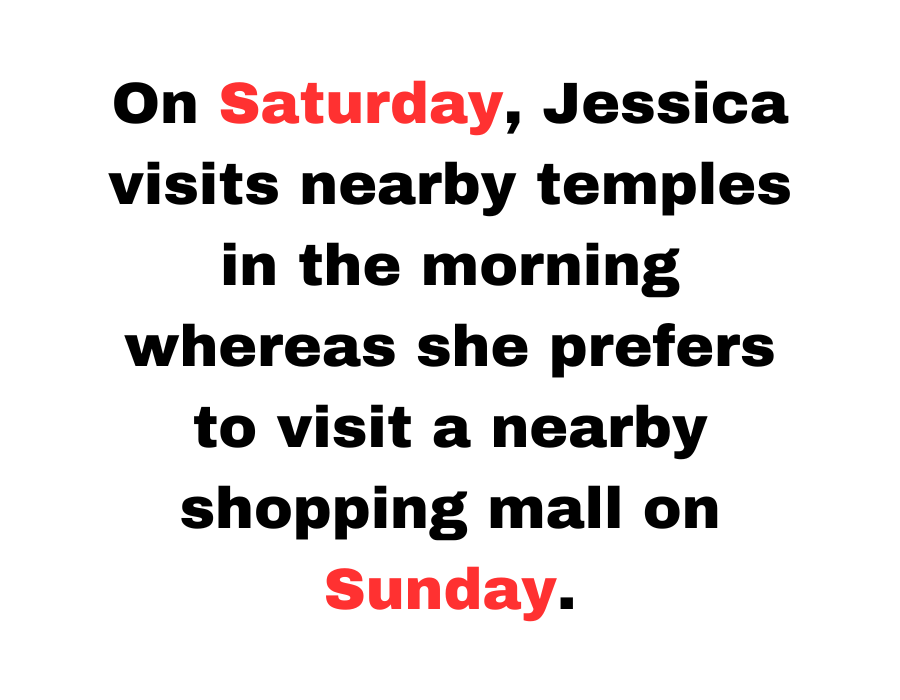 On Saturday, Jessica
visits nearby temples
in the morning
whereas she prefers
to visit a nearby
shopping mall on
Sunday.